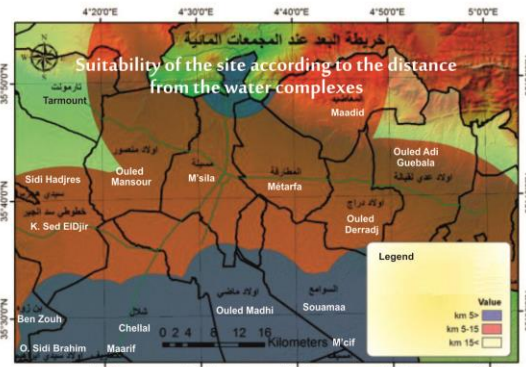 4°20'0"E 4°30'0"E 4°40'0"E 4°50'0"E 5°0'0"E
خريطة البعد عند المجمعات المائية
Suitability of the site according to the distance
from the water complexes
35°50'0"N
تارمونت
Tarmount
المعاضيد
Maadid
Ouled Adi
Guebala
اولاد عدي لقبالة
اولاد منصور
Ouled
Mansour
مسيلة
M'sila
المطارفة
Métarfa
Sidi Hadjres
سيدي هجرس
35°40'0"N
خطوطي سد الجير
K. Sed ElDjir
اولاد دراج
Ouled
Derradj
Legend
Value
km 5>
km 5-15
km 15<
35°30'0"N
بن زوه
Ben Zouh
شلال
Chellal
اولاد ماضي
Ouled Madhi
السوامع
Souamaa
O. Sidi Brahim
Maarif
M'cif
0 2 4 8 12 16
Kilometers